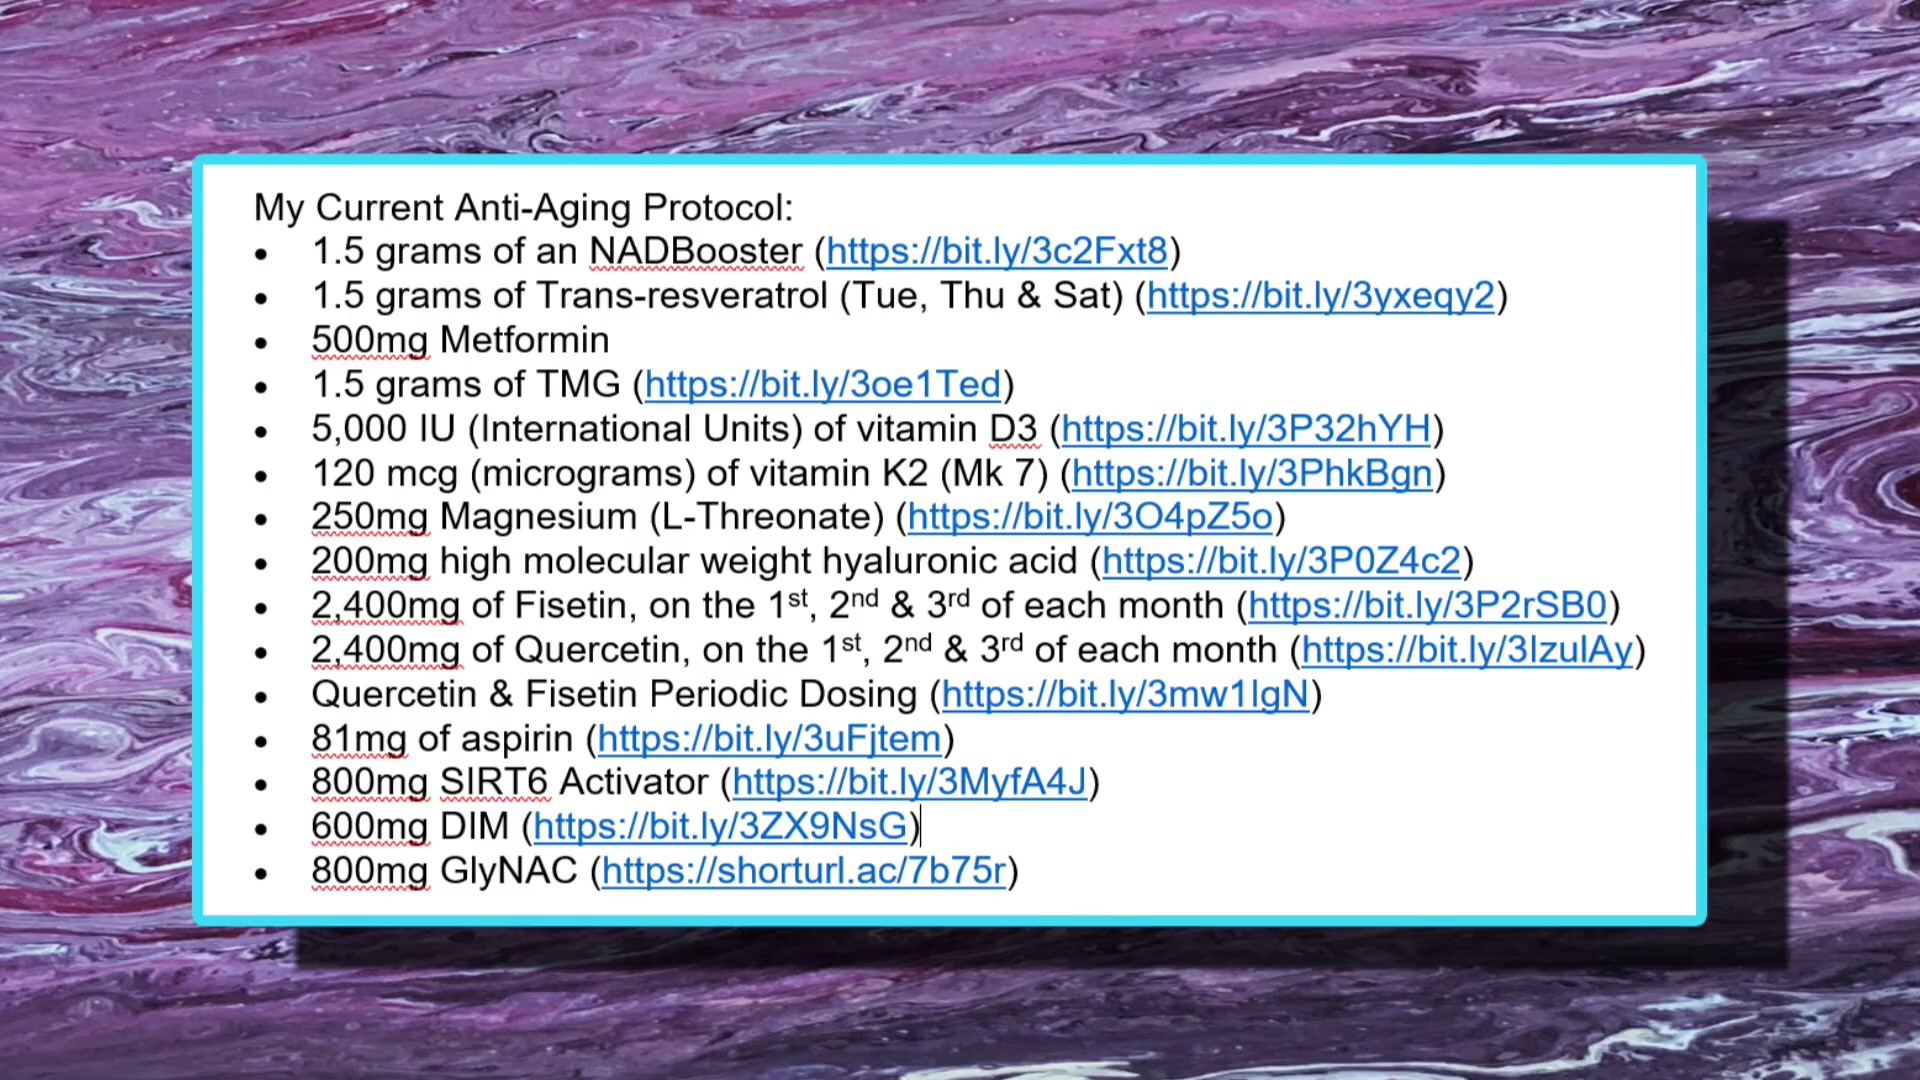 My Current Anti-Aging Protocol:
• 1.5 grams of an NADBooster (https://bit.ly/3c2Fxt8)
• 1.5 grams of Trans-resveratrol (Tue, Thu & Sat) (https://bit.ly/3yxeqy2)
• 500mg Metformin
• 1.5 grams of TMG (https://bit.ly/3oe1Ted)
• 5,000 IU (International Units) of vitamin D3 (https://bit.ly/3P32hYH)
• 120 mcg (micrograms) of vitamin K2 (Mk 7) (https://bit.ly/3PhkBgn)
• 250mg Magnesium (L-Threonate) (https://bit.ly/3O4pZ5o)
• 200mg high molecular weight hyaluronic acid (https://bit.ly/3P0Z4c2)
• 2,400mg of Fisetin, on the 1st, 2nd & 3rd of each month (https://bit.ly/3P2rSB0)
• 2,400mg of Quercetin, on the 1st, 2nd & 3rd of each month (https://bit.ly/3IzulAy)
• Quercetin & Fisetin Periodic Dosing (https://bit.ly/3mw1lgN)
• 81mg of aspirin (https://bit.ly/3uFjtem)
• 800mg SIRT6 Activator (https://bit.ly/3MyfA4J)
• 600mg DIM (https://bit.ly/3ZX9NsG)
• 800mg GlyNAC (https://shorturl.ac/7b75r)